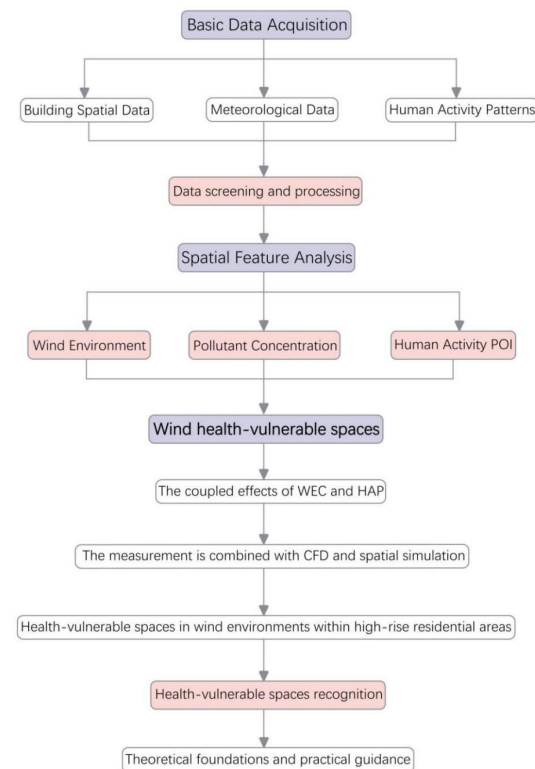 Basic Data Acquisition
Building Spatial Data
Meteorological Data
Human Activity Patterns
Data screening and processing
Spatial Feature Analysis
Wind Environment
Pollutant Concentration
Human Activity POI
Wind health-vulnerable spaces
The coupled effects of WEC and HAP
The measurement is combined with CFD and spatial simulation
Health-vulnerable spaces in wind environments within high-rise residential areas
Health-vulnerable spaces recognition
Theoretical foundations and practical guidance